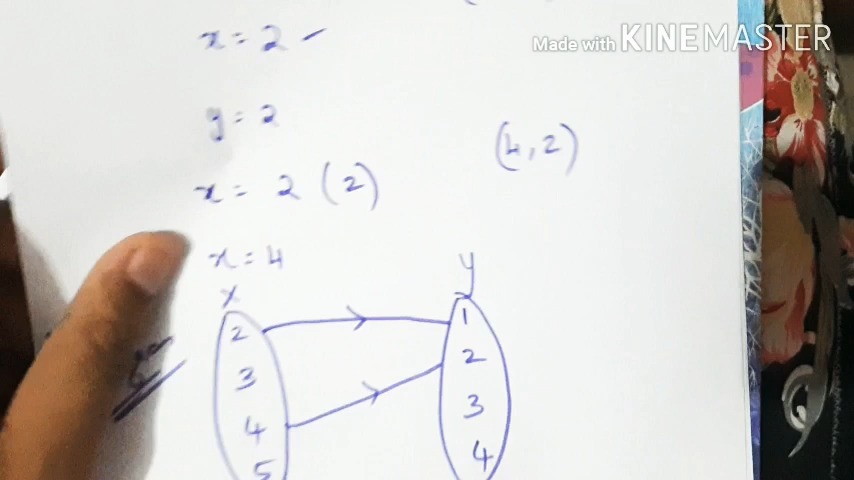 Made with KINEMASTER
x = 2
y = 2
(4, 2)
x = 2 (2)
x = 4
x y
2 1
3 2
4 3
5 4